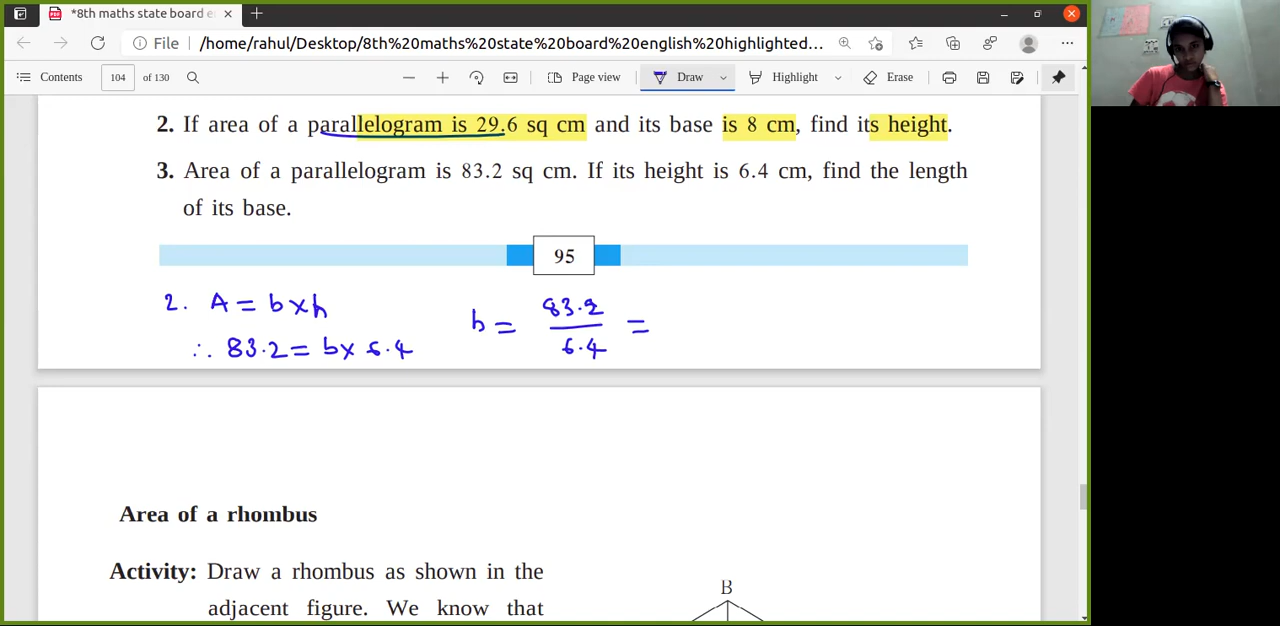 *8th maths state board e
File /home/rahul/Desktop/8th%20maths%20state%20board%20english%20highlighted...
Contents 104 of 130 Page view Draw Highlight Erase
2. If area of a parallelogram is 29.6 sq cm and its base is 8 cm, find its height.
3. Area of a parallelogram is 83.2 sq cm. If its height is 6.4 cm, find the length
of its base.
95
2. A = b x h
∴ 83.2 = b x 6.4
b = 83.2 / 6.4 =
Area of a rhombus
Activity: Draw a rhombus as shown in the
adjacent figure. We know that
B